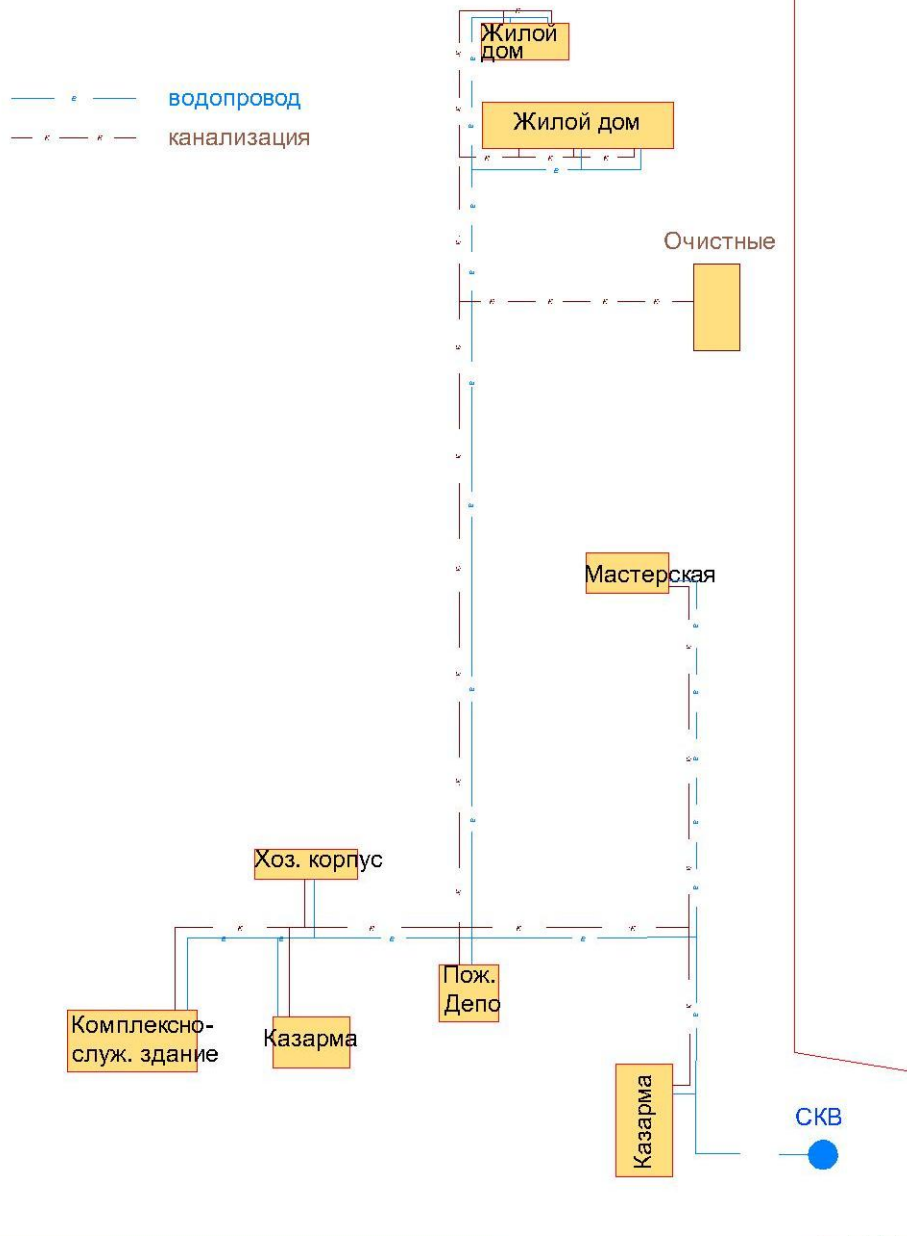 Жилой
дом
водопровод
канализация
Жилой дом
Очистные
Мастерская
Хоз. корпус
Пож.
Депо
Комплексно-
служ. здание
Казарма
Казарма
СКВ